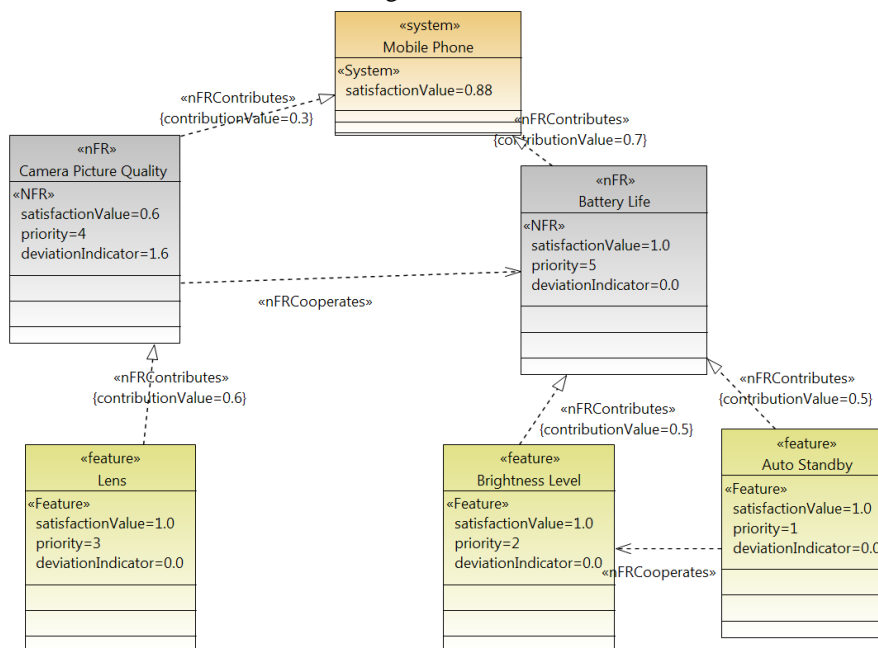 «system»
Mobile Phone
«System»
satisfactionValue=0.88
«nFRContributes»
{contributionValue=0.3}
«nFRContributes»
{contributionValue=0.7}
«nFR»
Camera Picture Quality
«NFR»
satisfactionValue=0.6
priority=4
deviationIndicator=1.6
«nFR»
Battery Life
«NFR»
satisfactionValue=1.0
priority=5
deviationIndicator=0.0
«nFRCooperates»
«nFRContributes»
{contributionValue=0.6}
«nFRContributes»
{contributionValue=0.5}
«nFRContributes»
{contributionValue=0.5}
«feature»
Lens
«Feature»
satisfactionValue=1.0
priority=3
deviationIndicator=0.0
«feature»
Brightness Level
«Feature»
satisfactionValue=1.0
priority=2
deviationIndicator=0.0
«feature»
Auto Standby
«Feature»
satisfactionValue=1.0
priority=1
deviationIndicator=0.0
«nFRCooperates»